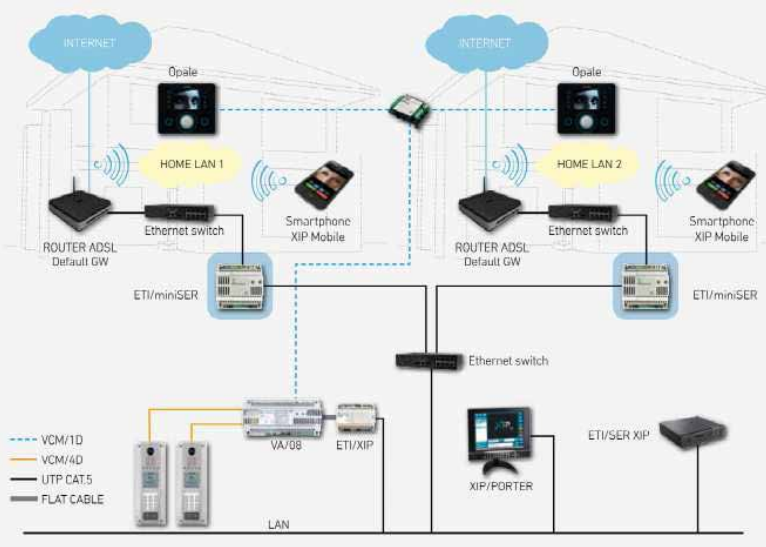 INTERNET
INTERNET
Opale
Opale
HOME LAN 1
HOME LAN 2
Ethernet switch
Smartphone
XIP Mobile
Ethernet switch
Smartphone
XIP Mobile
ROUTER ADSL
Default GW
ROUTER ADSL
Default GW
ETI/miniSER
ETI/miniSER
Ethernet switch
VCM/1D
VCM/4D
UTP CAT.5
FLAT CABLE
VA/08
ETI/XIP
XIP/PORTER
ETI/SER XIP
LAN